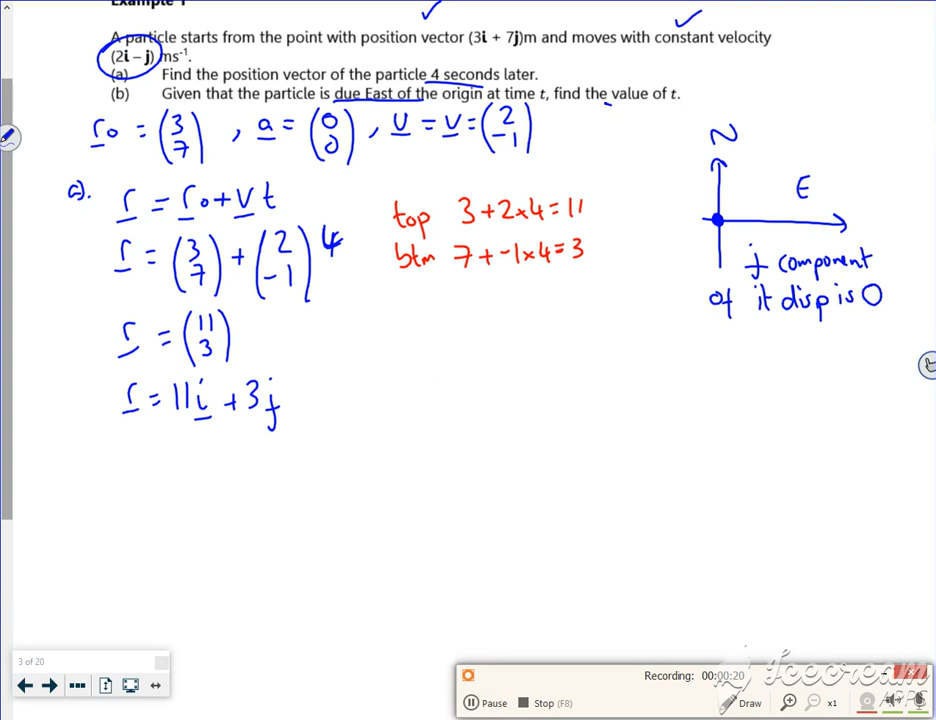 Example 1
A particle starts from the point with position vector (3i + 7j)m and moves with constant velocity
(2i – j) ms⁻¹.
(a) Find the position vector of the particle 4 seconds later.
(b) Given that the particle is due East of the origin at time t, find the value of t.
r₀ = (3 7), a = (0 0), u = v = (2 -1)
a). r = r₀ + v t
r = (3 7) + (2 -1) 4
r = (11 3)
r = 11i + 3j
top 3+2×4=11
btm 7+-1×4=3
N
E
j component
of it disp is 0
3 of 20
Recording: 00:00:20
Pause
Stop (F8)
Draw
x1
Icecream
APPS